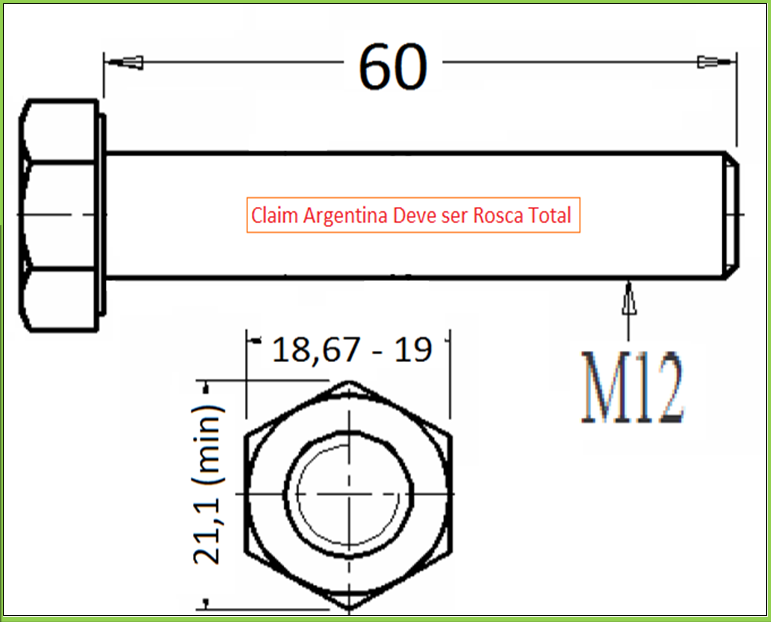 60
Claim Argentina Deve ser Rosca Total
18,67 - 19
M12
21,1 (min)